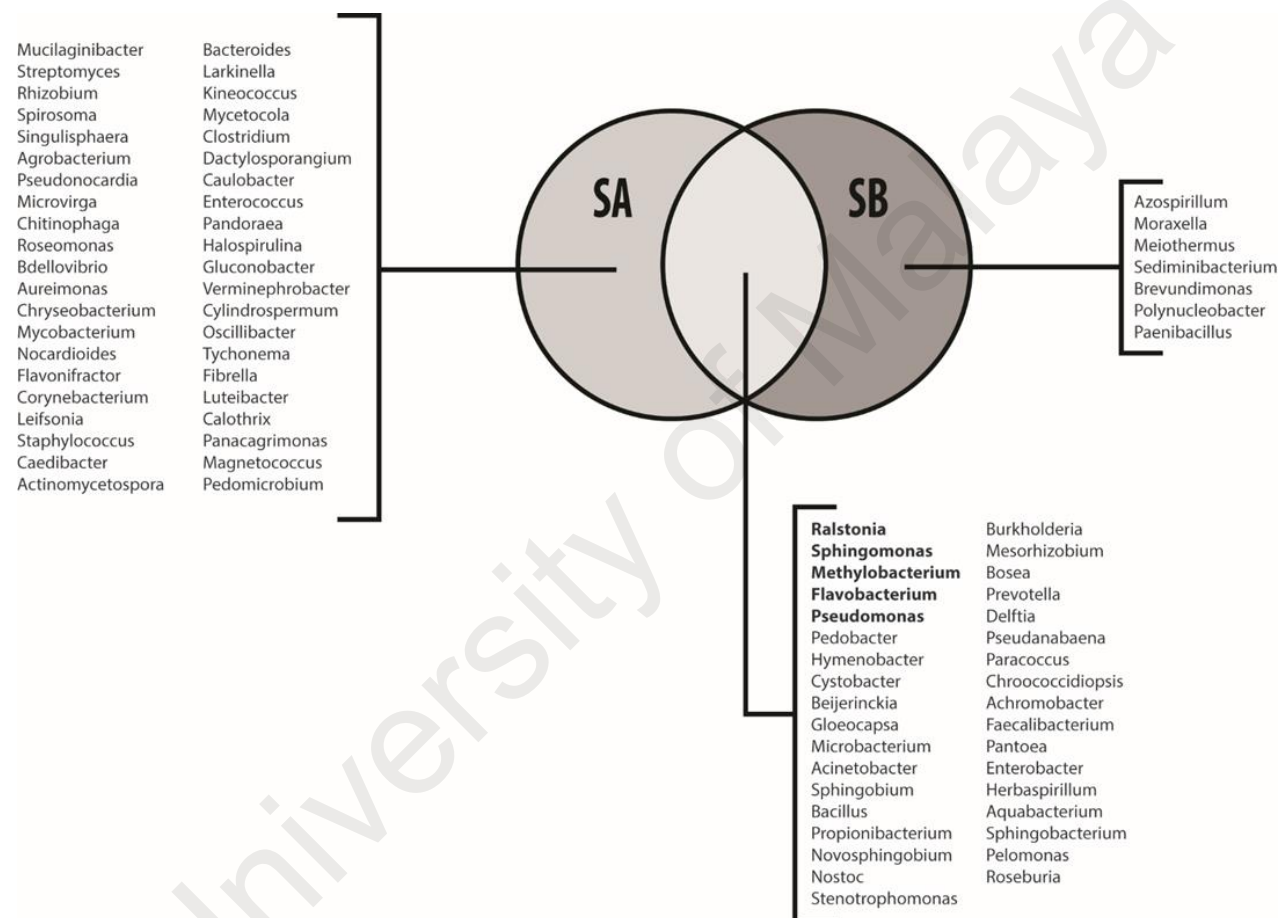 Mucilaginibacter
Streptomyces
Rhizobium
Spirosoma
Singulisphaera
Agrobacterium
Pseudonocardia
Microvirga
Chitinophaga
Roseomonas
Bdellovibrio
Aureimonas
Chryseobacterium
Mycobacterium
Nocardioides
Flavonifractor
Corynebacterium
Leifsonia
Staphylococcus
Caedibacter
Actinomycetospora
Bacteroides
Larkinella
Kineococcus
Mycetocola
Clostridium
Dactylosporangium
Caulobacter
Enterococcus
Pandoraea
Halospirulina
Gluconobacter
Verminephrobacter
Cylindrospermum
Oscillibacter
Tychonema
Fibrella
Luteibacter
Calothrix
Panacagrimonas
Magnetococcus
Pedomicrobium
SA
SB
Azospirillum
Moraxella
Meiothermus
Sediminibacterium
Brevundimonas
Polynucleobacter
Paenibacillus
Ralstonia
Sphingomonas
Methylobacterium
Flavobacterium
Pseudomonas
Pedobacter
Hymenobacter
Cystobacter
Beijerinckia
Gloeocapsa
Microbacterium
Acinetobacter
Sphingobium
Bacillus
Propionibacterium
Novosphingobium
Nostoc
Stenotrophomonas
Burkholderia
Mesorhizobium
Bosea
Prevotella
Delftia
Pseudanabaena
Paracoccus
Chroococcidiopsis
Achromobacter
Faecalibacterium
Pantoea
Enterobacter
Herbaspirillum
Aquabacterium
Sphingobacterium
Pelomonas
Roseburia
University of Malaya